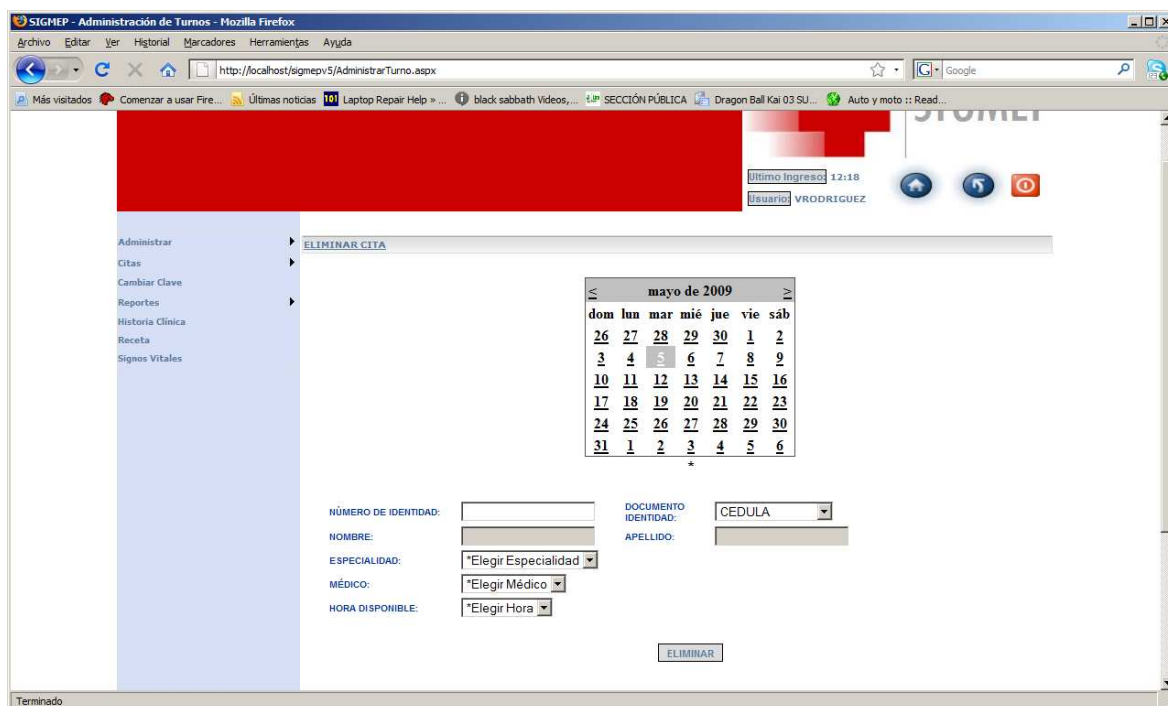 SIGMEP - Administración de Turnos - Mozilla Firefox
Archivo Editar Ver Historial Marcadores Herramientas Ayuda
http://localhost/sigmepv5/AdministrarTurno.aspx
G Google
Más visitados Comenzar a usar Fire... Últimas noticias 101 Laptop Repair Help » ... black sabbath Videos,... SECCIÓN PÚBLICA Dragon Ball Kai 03 SU... Auto y moto :: Read...
SIGMEP
Ultimo Ingreso: 12:18
Usuario: VRODRIGUEZ
Administrar
Citas
Cambiar Clave
Reportes
Historia Clínica
Receta
Signos Vitales
ELIMINAR CITA
< mayo de 2009 >
dom lun mar mié jue vie sáb
26 27 28 29 30 1 2
3 4 5 6 7 8 9
10 11 12 13 14 15 16
17 18 19 20 21 22 23
24 25 26 27 28 29 30
31 1 2 3 4 5 6
*
NÚMERO DE IDENTIDAD: DOCUMENTO IDENTIDAD: CEDULA
NOMBRE: APELLIDO:
ESPECIALIDAD: *Elegir Especialidad
MÉDICO: *Elegir Médico
HORA DISPONIBLE: *Elegir Hora
ELIMINAR
Terminado